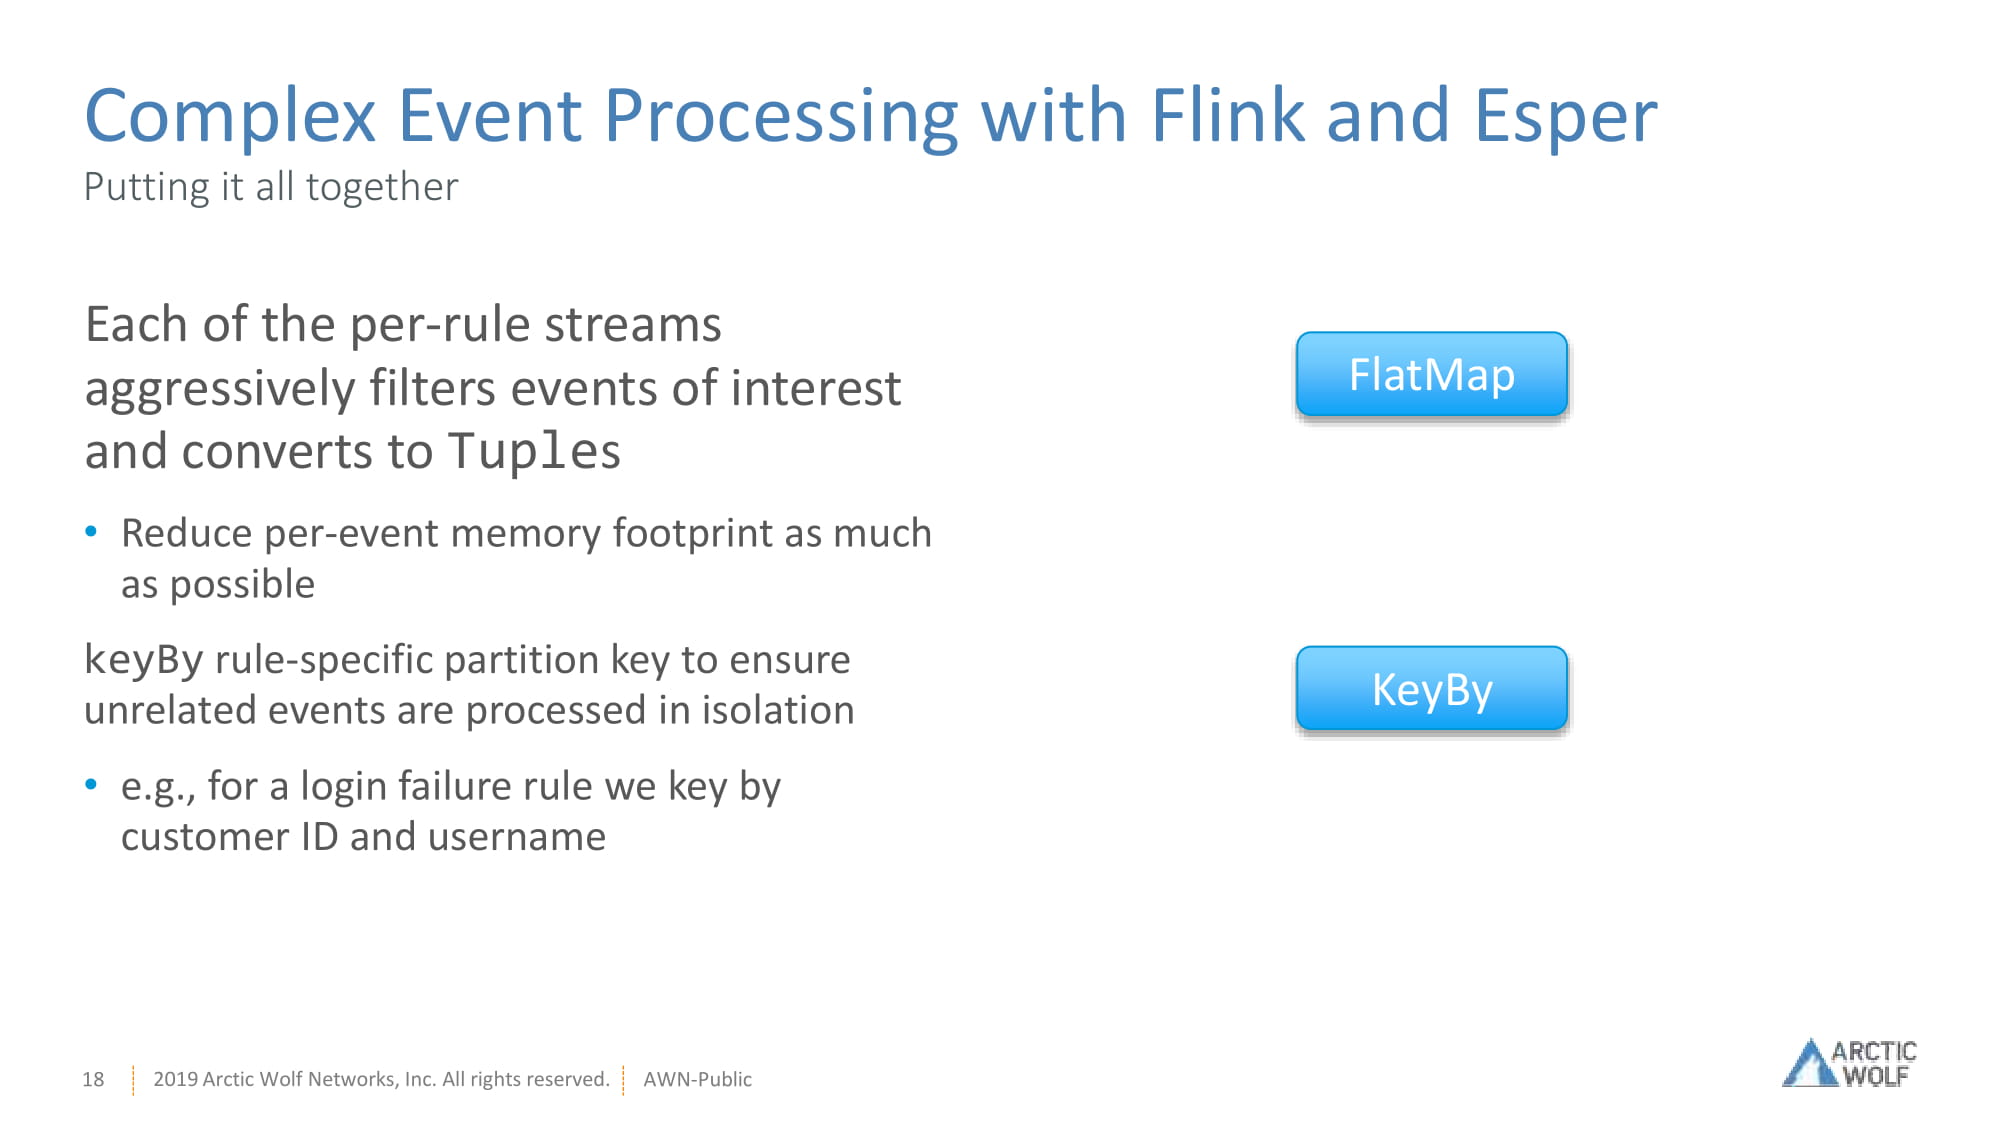 Complex Event Processing with Flink and Esper
Putting it all together
Each of the per-rule streams
aggressively filters events of interest
and converts to Tuples
• Reduce per-event memory footprint as much
as possible
keyBy rule-specific partition key to ensure
unrelated events are processed in isolation
• e.g., for a login failure rule we key by
customer ID and username
FlatMap
KeyBy
18
2019 Arctic Wolf Networks, Inc. All rights reserved.
AWN-Public
ARCTIC
WOLF